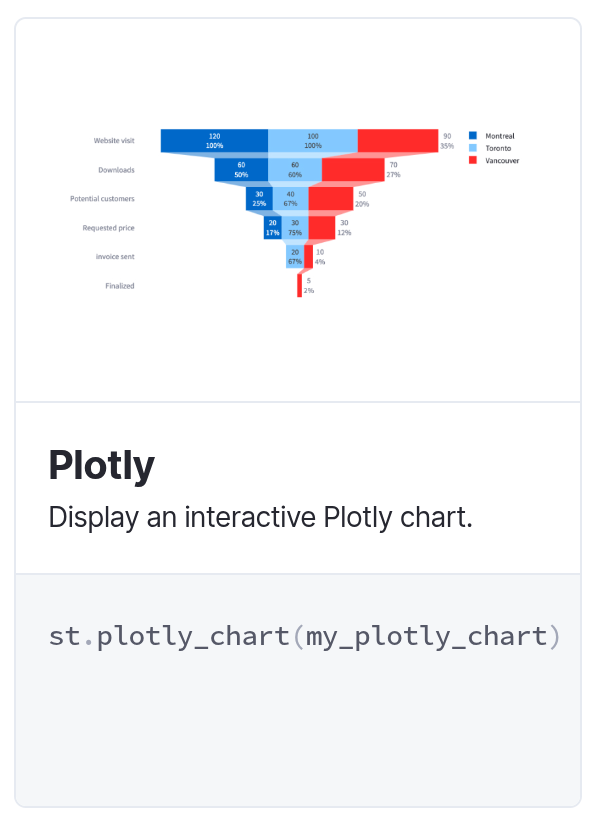 120 100 90 Montreal
Website visit 100% 100% 35% Toronto
Vancouver
60 60 70
Downloads 50% 60% 27%
30 40 50
Potential customers 25% 67% 20%
20 30 30
Requested price 17% 75% 12%
20 10
invoice sent 67% 4%
5
Finalized 2%
Plotly
Display an interactive Plotly chart.
st.plotly_chart(my_plotly_chart)